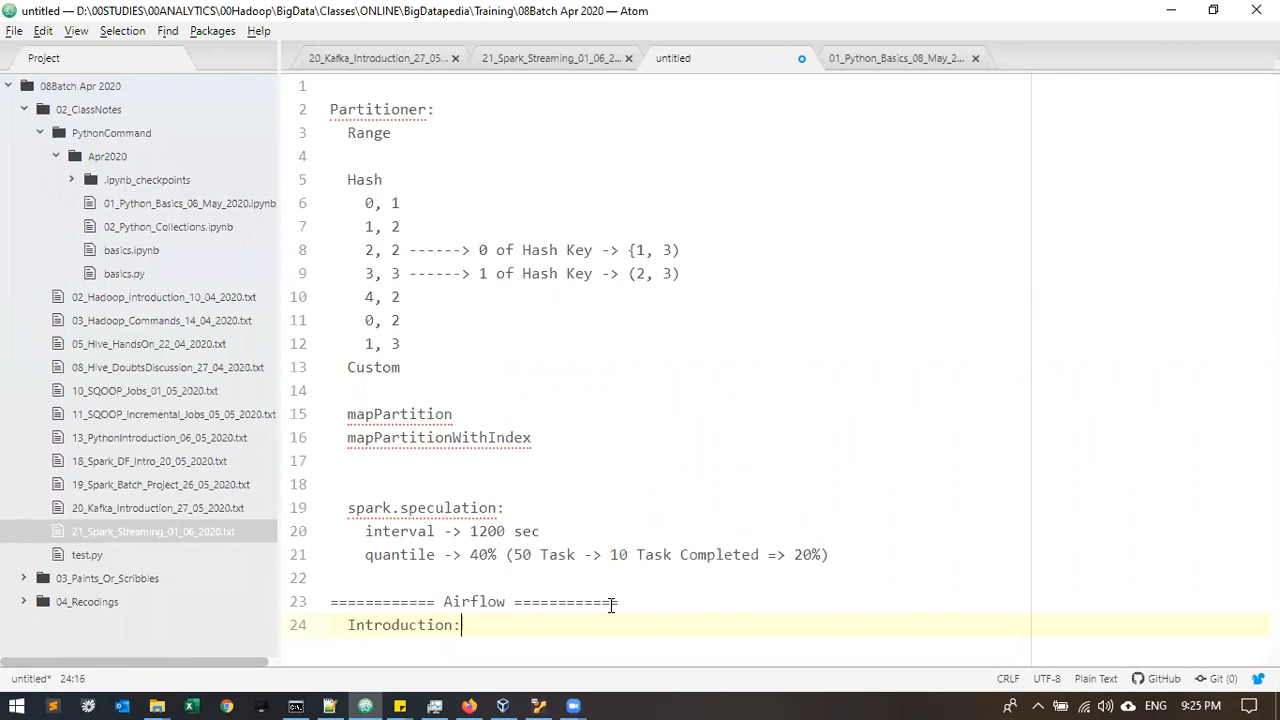 untitled — D:\00STUDIES\00ANALYTICS\00Hadoop\BigData\Classes\ONLINE\BigDatapedia\Training\08Batch Apr 2020 — Atom
File Edit View Selection Find Packages Help
Project
20_Kafka_Introduction_27_05...
21_Spark_Streaming_01_06_2...
untitled
01_Python_Basics_08_May_2...
08Batch Apr 2020
02_ClassNotes
PythonCommand
Apr2020
.ipynb_checkpoints
01_Python_Basics_08_May_2020.ipynb
02_Python_Collections.ipynb
basics.ipynb
basics.py
02_Hadoop_Introduction_10_04_2020.txt
03_Hadoop_Commands_14_04_2020.txt
05_Hive_HandsOn_22_04_2020.txt
08_Hive_DoubtsDiscussion_27_04_2020.txt
10_SQOOP_Jobs_01_05_2020.txt
11_SQOOP_Incremental_Jobs_05_05_2020.txt
13_PythonIntroduction_06_05_2020.txt
18_Spark_DF_Intro_20_05_2020.txt
19_Spark_Batch_Project_26_05_2020.txt
20_Kafka_Introduction_27_05_2020.txt
21_Spark_Streaming_01_06_2020.txt
test.py
03_Paints_Or_Scribbles
04_Recodings
1
2 Partitioner:
3 Range
4
5 Hash
6 0, 1
7 1, 2
8 2, 2 ------> 0 of Hash Key -> {1, 3)
9 3, 3 ------> 1 of Hash Key -> (2, 3)
10 4, 2
11 0, 2
12 1, 3
13 Custom
14
15 mapPartition
16 mapPartitionWithIndex
17
18
19 spark.speculation:
20 interval -> 1200 sec
21 quantile -> 40% (50 Task -> 10 Task Completed => 20%)
22
23 ============ Airflow ============
24 Introduction:
untitled* 24:16
CRLF UTF-8 Plain Text GitHub Git (0)
ENG 9:25 PM